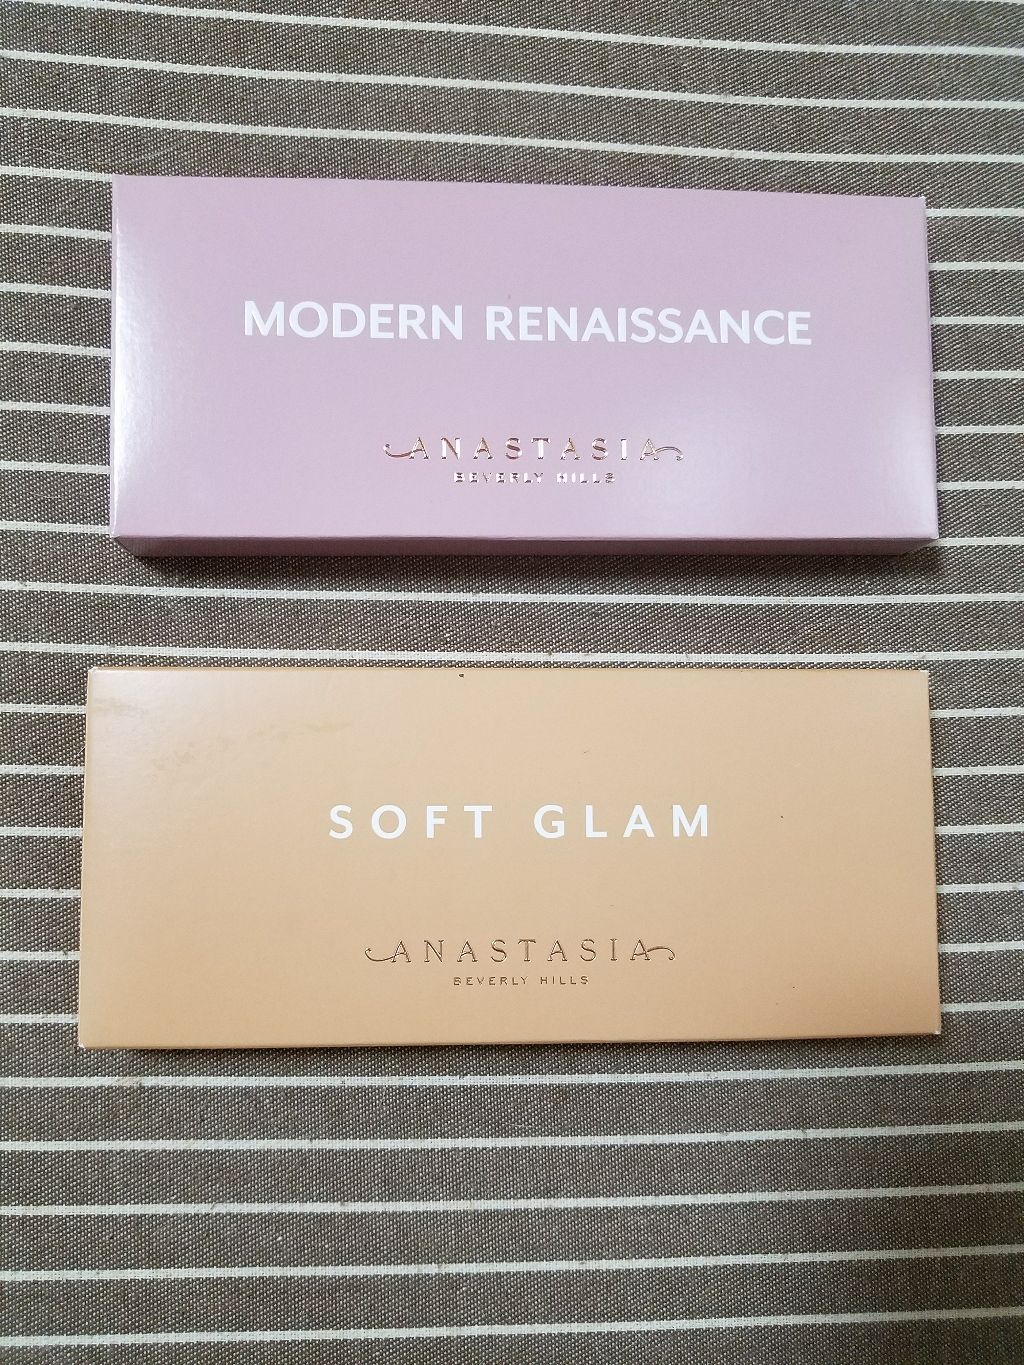 MODERN RENAISSANCE
ANASTASIA
BEVERLY HILLS
SOFT GLAM
ANASTASIA
BEVERLY HILLS